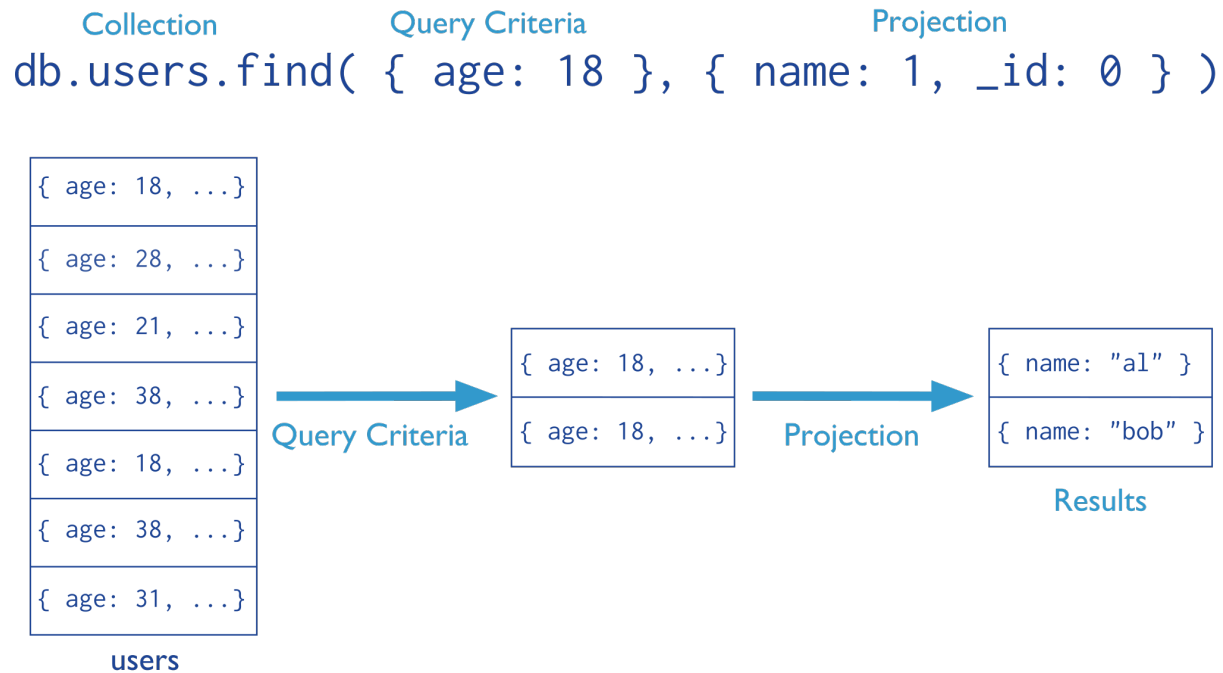 Collection Query Criteria Projection
db.users.find( { age: 18 }, { name: 1, _id: 0 } )
{ age: 18, ...}
{ age: 28, ...}
{ age: 21, ...}
{ age: 38, ...}
{ age: 18, ...}
{ age: 38, ...}
{ age: 31, ...}
users
Query Criteria
{ age: 18, ...}
{ age: 18, ...}
Projection
{ name: "al" }
{ name: "bob" }
Results